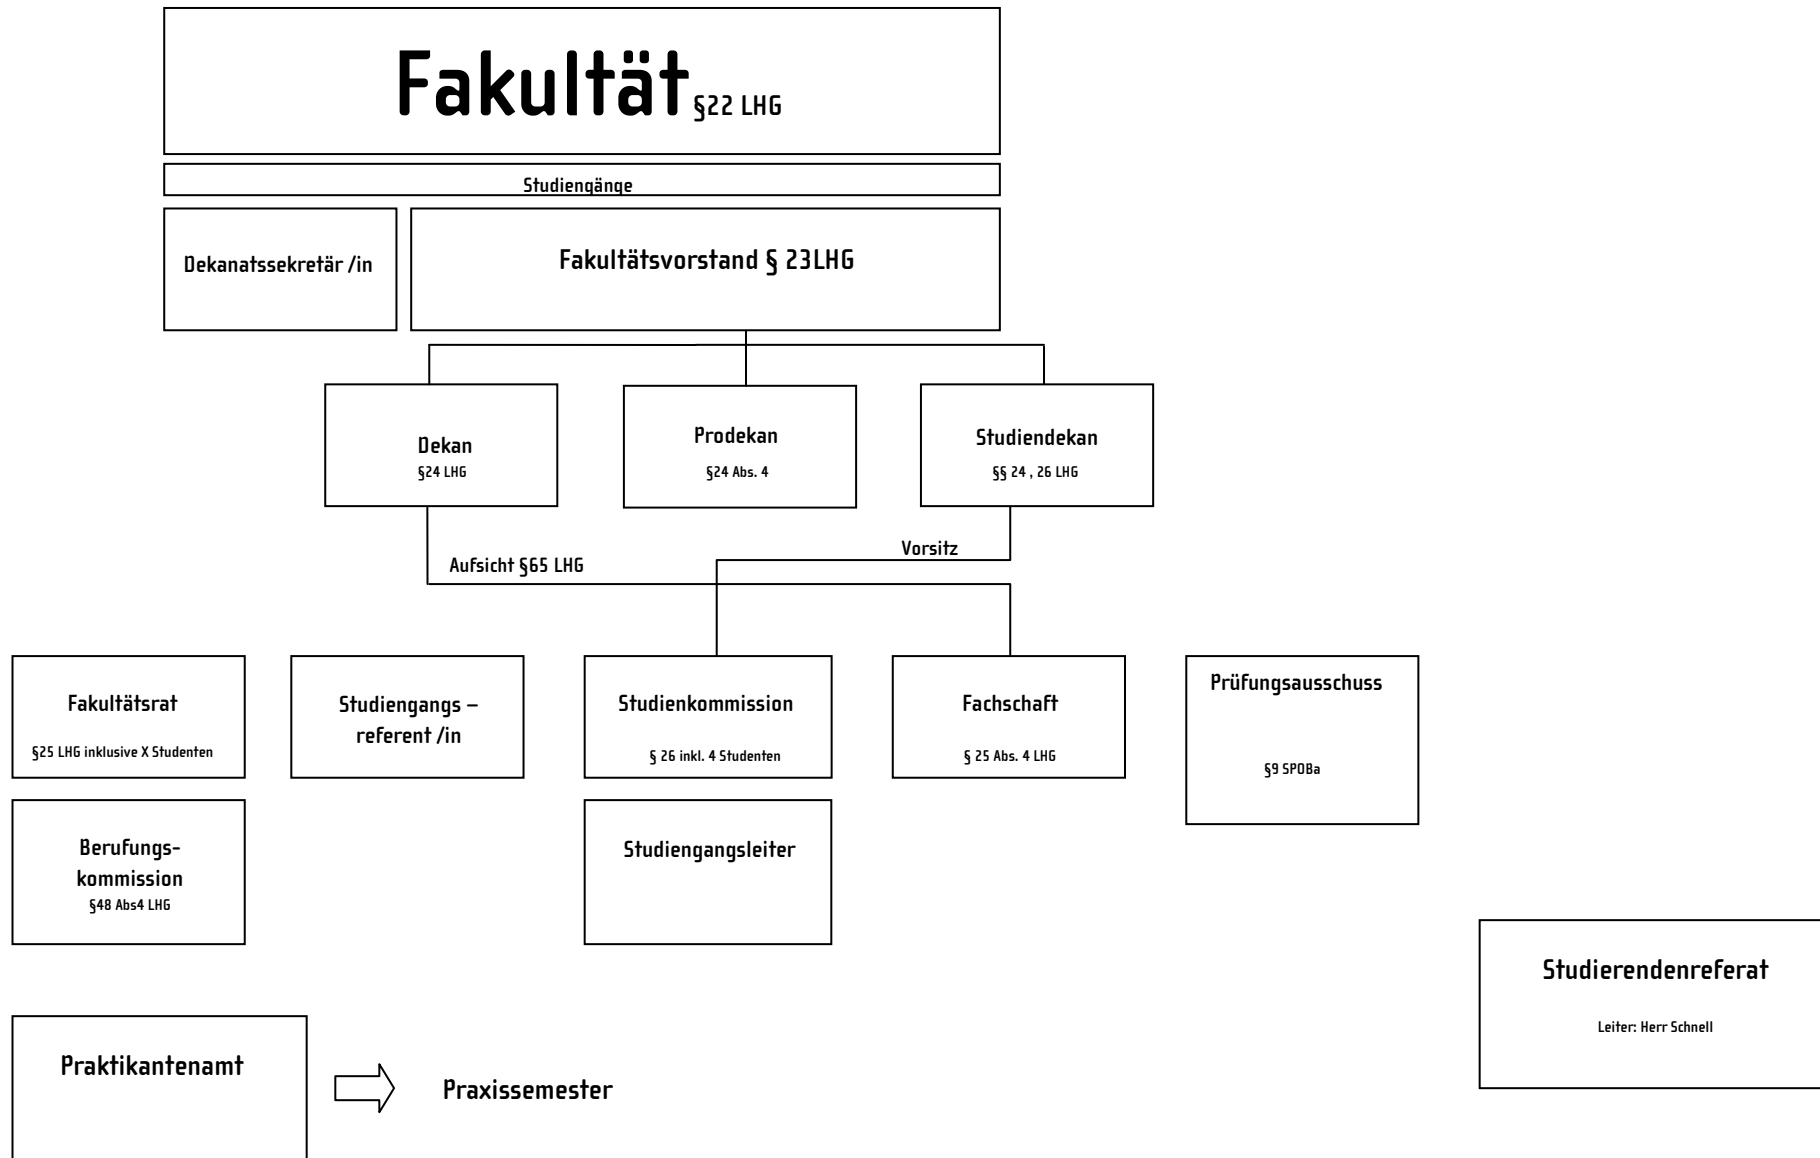 Fakultät §22 LHG
Studiengänge
Dekanatssekretär /in
Fakultätsvorstand § 23LHG
Dekan
§24 LHG
Prodekan
§24 Abs. 4
Studiendekan
§§ 24 , 26 LHG
Vorsitz
Aufsicht §65 LHG
Fakultätsrat
§25 LHG inklusive X Studenten
Studiengangs –
referent /in
Studienkommission
§ 26 inkl. 4 Studenten
Fachschaft
§ 25 Abs. 4 LHG
Prüfungsausschuss
§9 SPOBa
Berufungs-
kommission
§48 Abs4 LHG
Studiengangsleiter
Studierendenreferat
Leiter: Herr Schnell
Praktikantenamt
Praxissemester